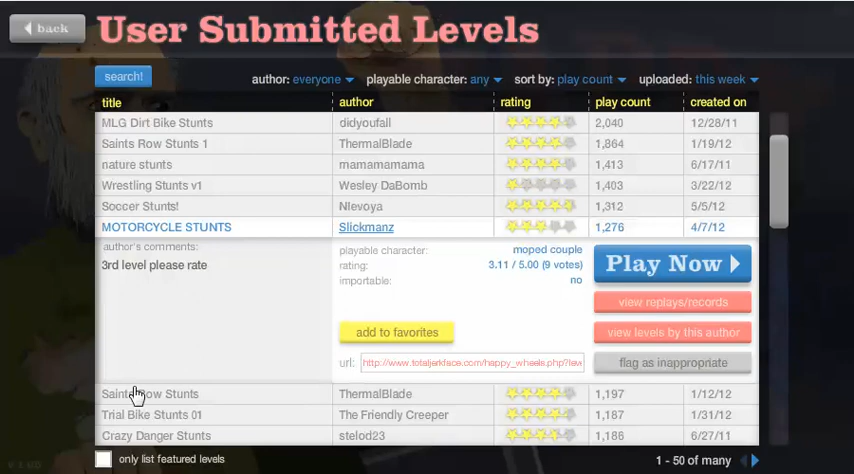 back
User Submitted Levels
search!
author: everyone playable character: any sort by: play count uploaded: this week
title author rating play count created on
MLG Dirt Bike Stunts didyoufall 2,040 12/28/11
Saints Row Stunts 1 ThermalBlade 1,864 1/19/12
nature stunts mamamamama 1,413 6/17/11
Wrestling Stunts v1 Wesley DaBomb 1,403 3/22/12
Soccer Stunts! Nlevoya 1,312 5/5/12
MOTORCYCLE STUNTS Slickmanz 1,276 4/7/12
author's comments:
3rd level please rate
playable character: moped couple
rating: 3.11 / 5.00 (9 votes)
importable: no
Play Now
view replays/records
add to favorites
view levels by this author
url: http://www.totaljerkface.com/happy_wheels.php?leve
flag as inappropriate
Saints Row Stunts ThermalBlade 1,197 1/12/12
Trial Bike Stunts 01 The Friendly Creeper 1,187 1/31/12
Crazy Danger Stunts stelod23 1,186 6/27/11
only list featured levels
1 - 50 of many